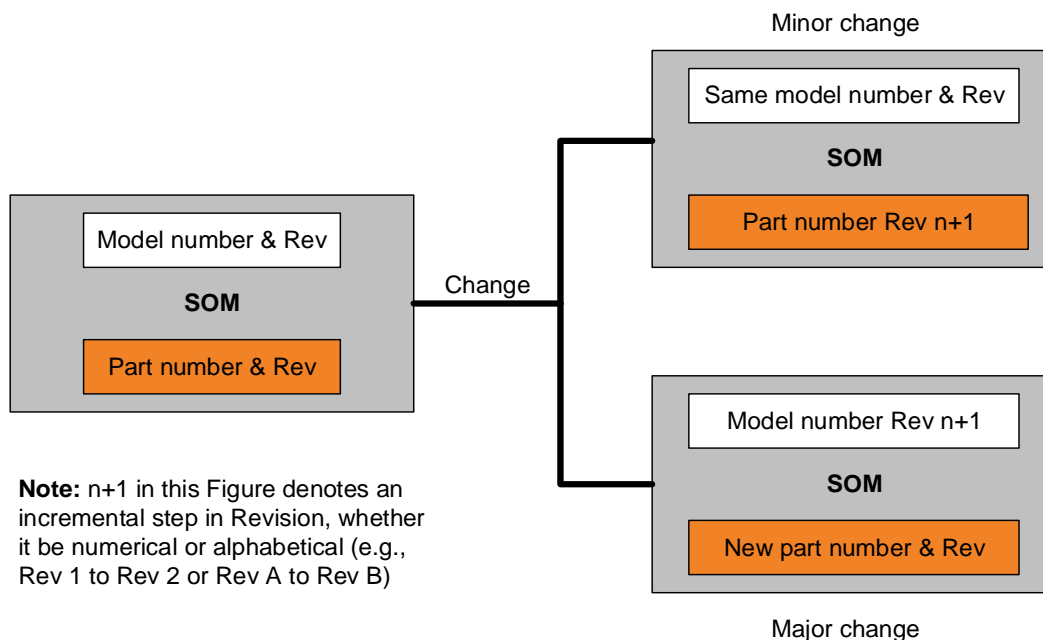 Minor change
Same model number & Rev
SOM
Part number Rev n+1
Model number & Rev
SOM
Part number & Rev
Change
Model number Rev n+1
SOM
New part number & Rev
Major change
Note: n+1 in this Figure denotes an
incremental step in Revision, whether
it be numerical or alphabetical (e.g.,
Rev 1 to Rev 2 or Rev A to Rev B)